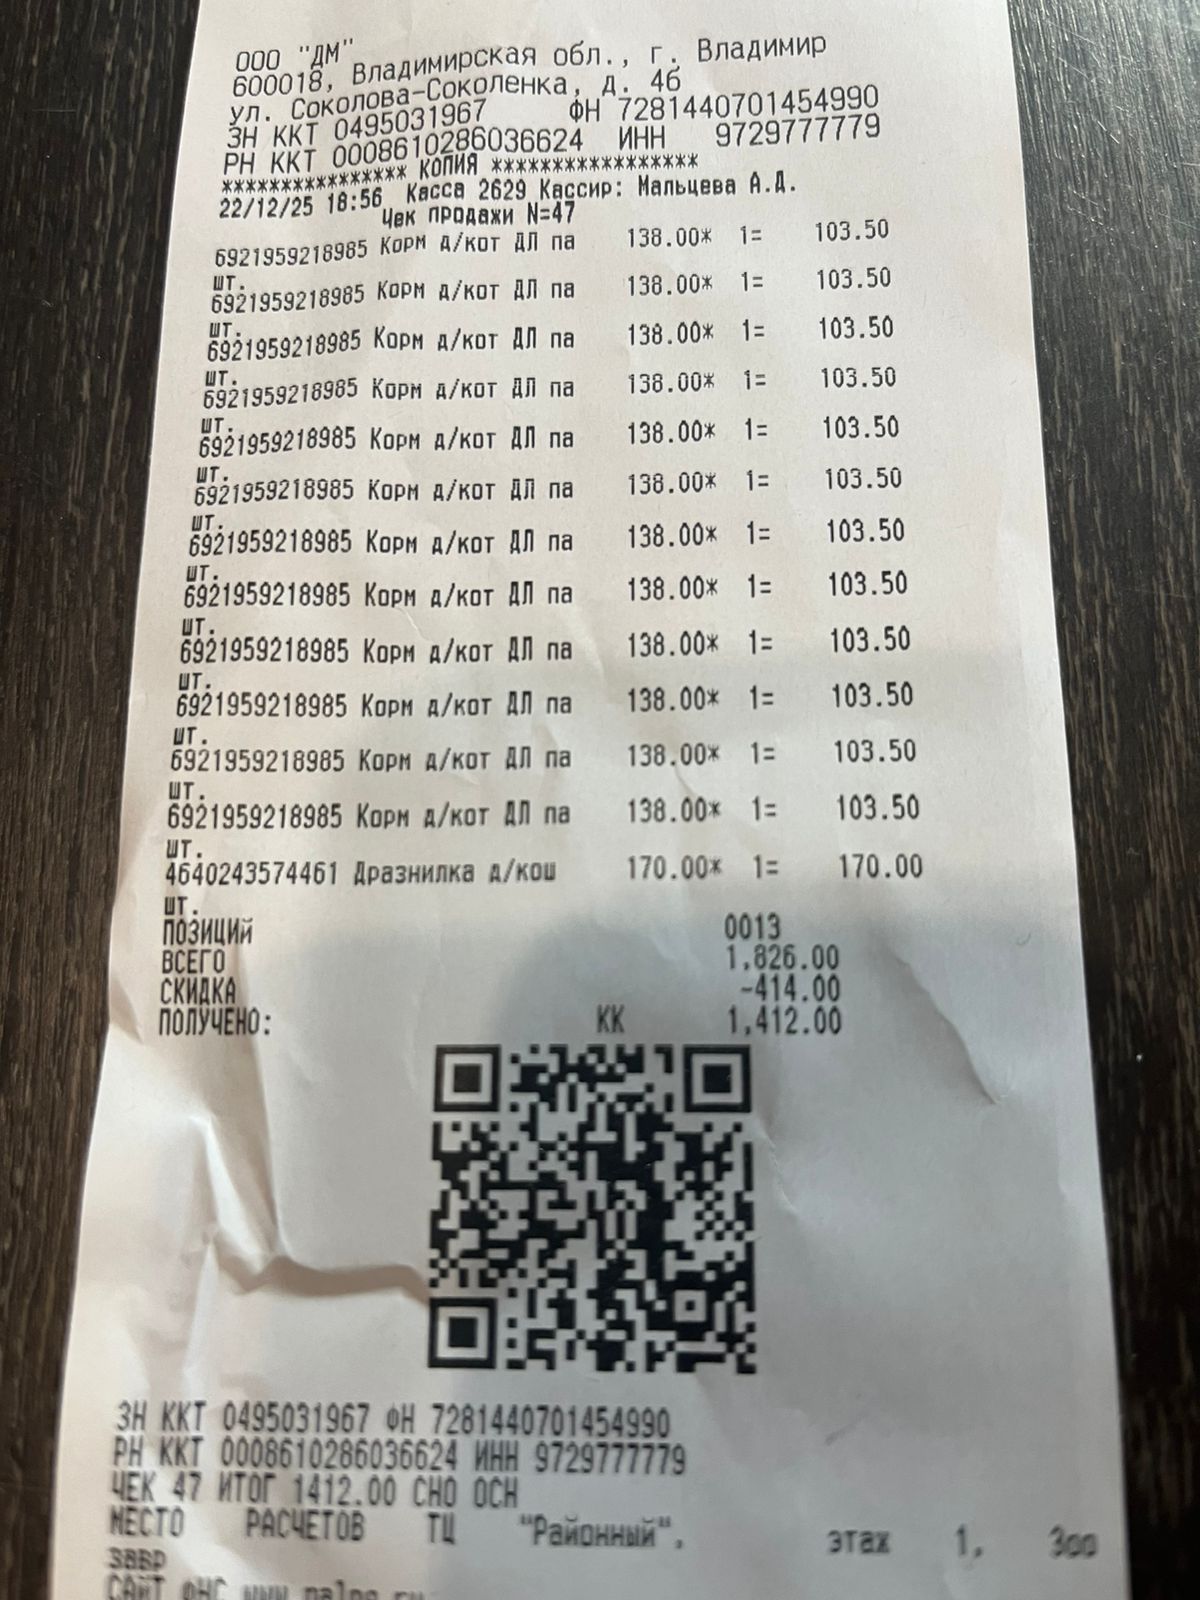 ООО "ДМ"
600018, Владимирская обл., г. Владимир
ул. Соколова-Соколенка, д. 4б
ЗН ККТ 0495031967 ФН 7281440701454990
РН ККТ 0008610286036624 ИНН 9729777779
**************** КОПИЯ ******************
22/12/25 18:56 Касса 2629 Кассир: Мальцева А.Д.
Чек продажи N=47
6921959218985 Корм д/кот ДЛ па 138.00* 1= 103.50
шт.
6921959218985 Корм д/кот ДЛ па 138.00* 1= 103.50
шт.
6921959218985 Корм д/кот ДЛ па 138.00* 1= 103.50
шт.
6921959218985 Корм д/кот ДЛ па 138.00* 1= 103.50
шт.
6921959218985 Корм д/кот ДЛ па 138.00* 1= 103.50
шт.
6921959218985 Корм д/кот ДЛ па 138.00* 1= 103.50
шт.
6921959218985 Корм д/кот ДЛ па 138.00* 1= 103.50
шт.
6921959218985 Корм д/кот ДЛ па 138.00* 1= 103.50
шт.
6921959218985 Корм д/кот ДЛ па 138.00* 1= 103.50
шт.
6921959218985 Корм д/кот ДЛ па 138.00* 1= 103.50
шт.
6921959218985 Корм д/кот ДЛ па 138.00* 1= 103.50
шт.
6921959218985 Корм д/кот ДЛ па 138.00* 1= 103.50
шт.
4640243574461 Дразнилка д/кош 170.00* 1= 170.00
шт.
ПОЗИЦИЙ 0013
ВСЕГО 1,826.00
СКИДКА -414.00
ПОЛУЧЕНО: КК 1,412.00
ЗН ККТ 0495031967 ФН 7281440701454990
РН ККТ 0008610286036624 ИНН 9729777779
ЧЕК 47 ИТОГ 1412.00 СНО ОСН
МЕСТО РАСЧЕТОВ ТЦ "Районный", этаж 1, Зоо
завр
САЙТ ФНС www.nalog.ru